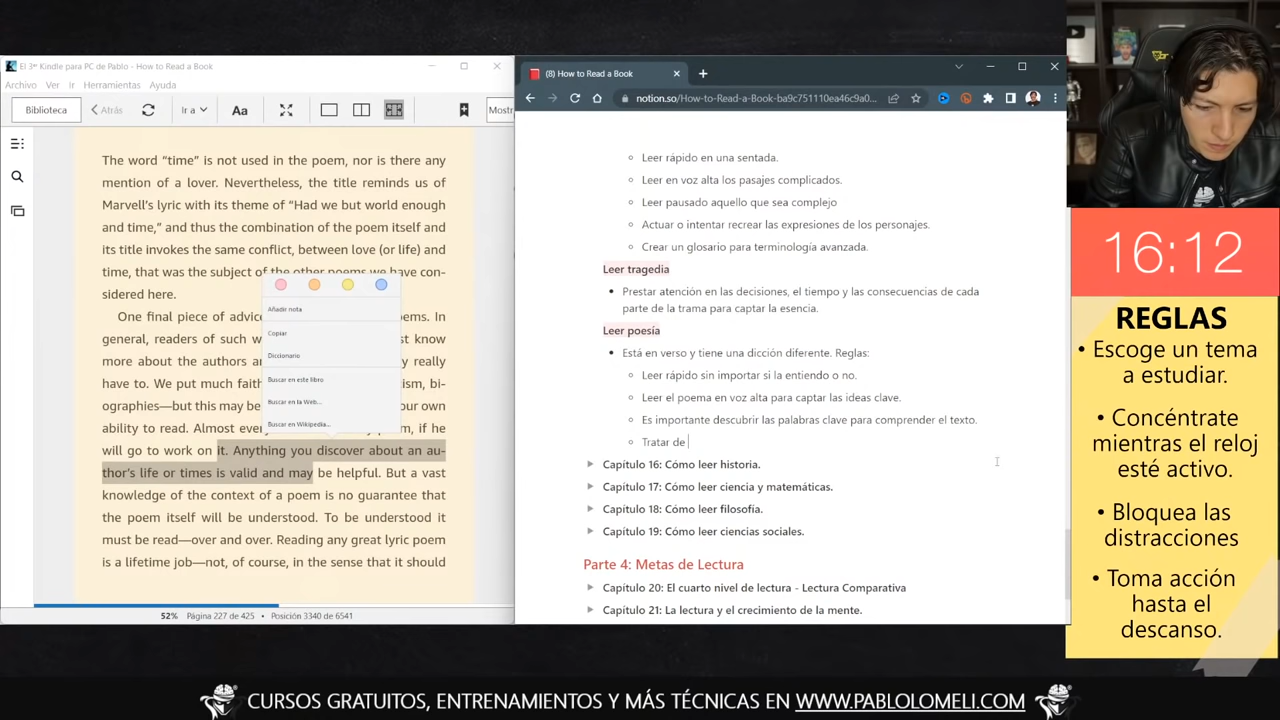 El 3er Kindle para PC de Pablo - How to Read a Book
Archivo Ver Ir Herramientas Ayuda
Biblioteca Atrás Ir a Aa Mostr
The word “time” is not used in the poem, nor is there any
mention of a lover. Nevertheless, the title reminds us of
Marvell’s lyric with its theme of “Had we but world enough
and time,” and thus the combination of the poem itself and
its title invokes the same conflict, between love (or life) and
time, that was the subject of the other poems we have con-
sidered here.
One final piece of advice ems. In
general, readers of such w st know
more about the authors an y really
have to. We put much faith ism, bi-
ographies—but this may be our own
ability to read. Almost ever m, if he
will go to work on it. Anything you discover about an au-
thor’s life or times is valid and may be helpful. But a vast
knowledge of the context of a poem is no guarantee that
the poem itself will be understood. To be understood it
must be read—over and over. Reading any great lyric poem
is a lifetime job—not, of course, in the sense that it should
Añadir nota
Copiar
Diccionario
Buscar en este libro
Buscar en la Web...
Buscar en Wikipedia...
52% Página 227 de 425 • Posición 3340 de 6541
(8) How to Read a Book
notion.so/How-to-Read-a-Book-ba9c751110ea46c9a0...
Leer rápido en una sentada.
Leer en voz alta los pasajes complicados.
Leer pausado aquello que sea complejo
Actuar o intentar recrear las expresiones de los personajes.
Crear un glosario para terminología avanzada.
Leer tragedia
Prestar atención en las decisiones, el tiempo y las consecuencias de cada
parte de la trama para captar la esencia.
Leer poesía
Está en verso y tiene una dicción diferente. Reglas:
Leer rápido sin importar si la entiendo o no.
Leer el poema en voz alta para captar las ideas clave.
Es importante descubrir las palabras clave para comprender el texto.
Tratar de
Capítulo 16: Cómo leer historia.
Capítulo 17: Cómo leer ciencia y matemáticas.
Capítulo 18: Cómo leer filosofía.
Capítulo 19: Cómo leer ciencias sociales.
Parte 4: Metas de Lectura
Capítulo 20: El cuarto nivel de lectura - Lectura Comparativa
Capítulo 21: La lectura y el crecimiento de la mente.
16:12
REGLAS
• Escoge un tema
a estudiar.
• Concéntrate
mientras el reloj
esté activo.
• Bloquea las
distracciones
• Toma acción
hasta el
descanso.
CURSOS GRATUITOS, ENTRENAMIENTOS Y MÁS TÉCNICAS EN WWW.PABLOLOMELI.COM